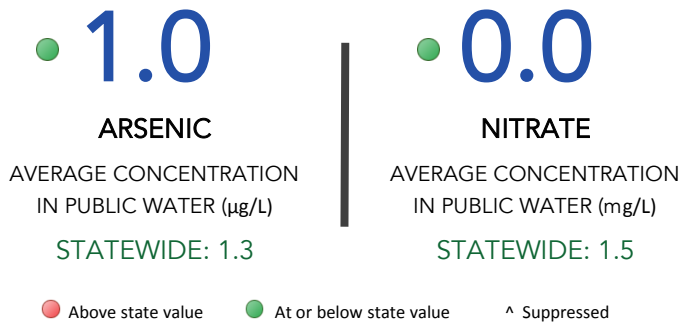 1.0
ARSENIC
AVERAGE CONCENTRATION
IN PUBLIC WATER (µg/L)
STATEWIDE: 1.3
0.0
NITRATE
AVERAGE CONCENTRATION
IN PUBLIC WATER (mg/L)
STATEWIDE: 1.5
Above state value At or below state value ^ Suppressed